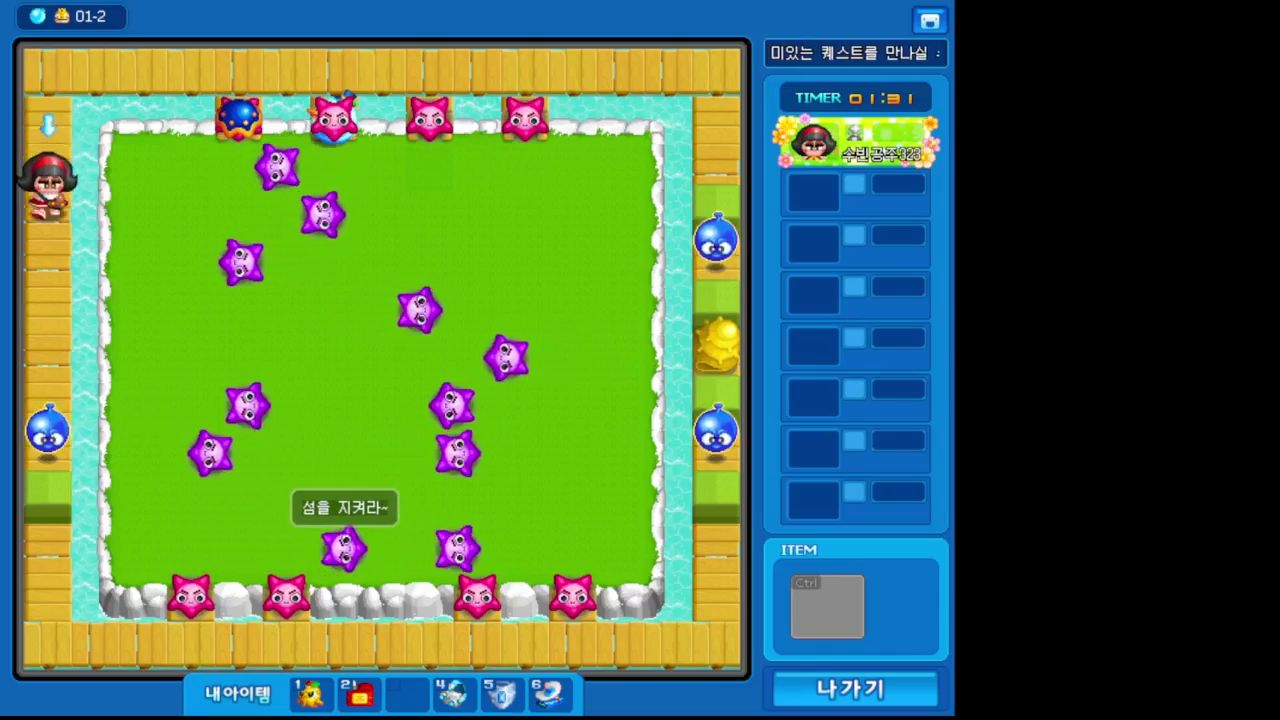 01-2
미있는 퀘스트를 만나실 :
TIMER 01:31
수빈공주323
섬을 지켜라~
ITEM
Ctrl
내아이템 1 2 4 5 6
나가기